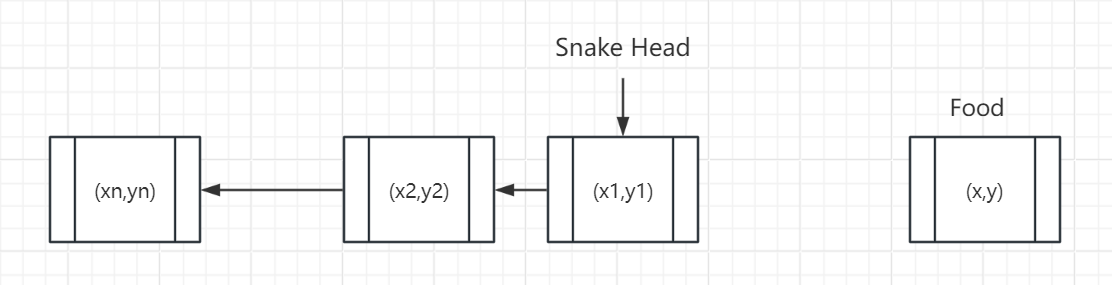 Snake Head
Food
(xn,yn)
(x2,y2)
(x1,y1)
(x,y)